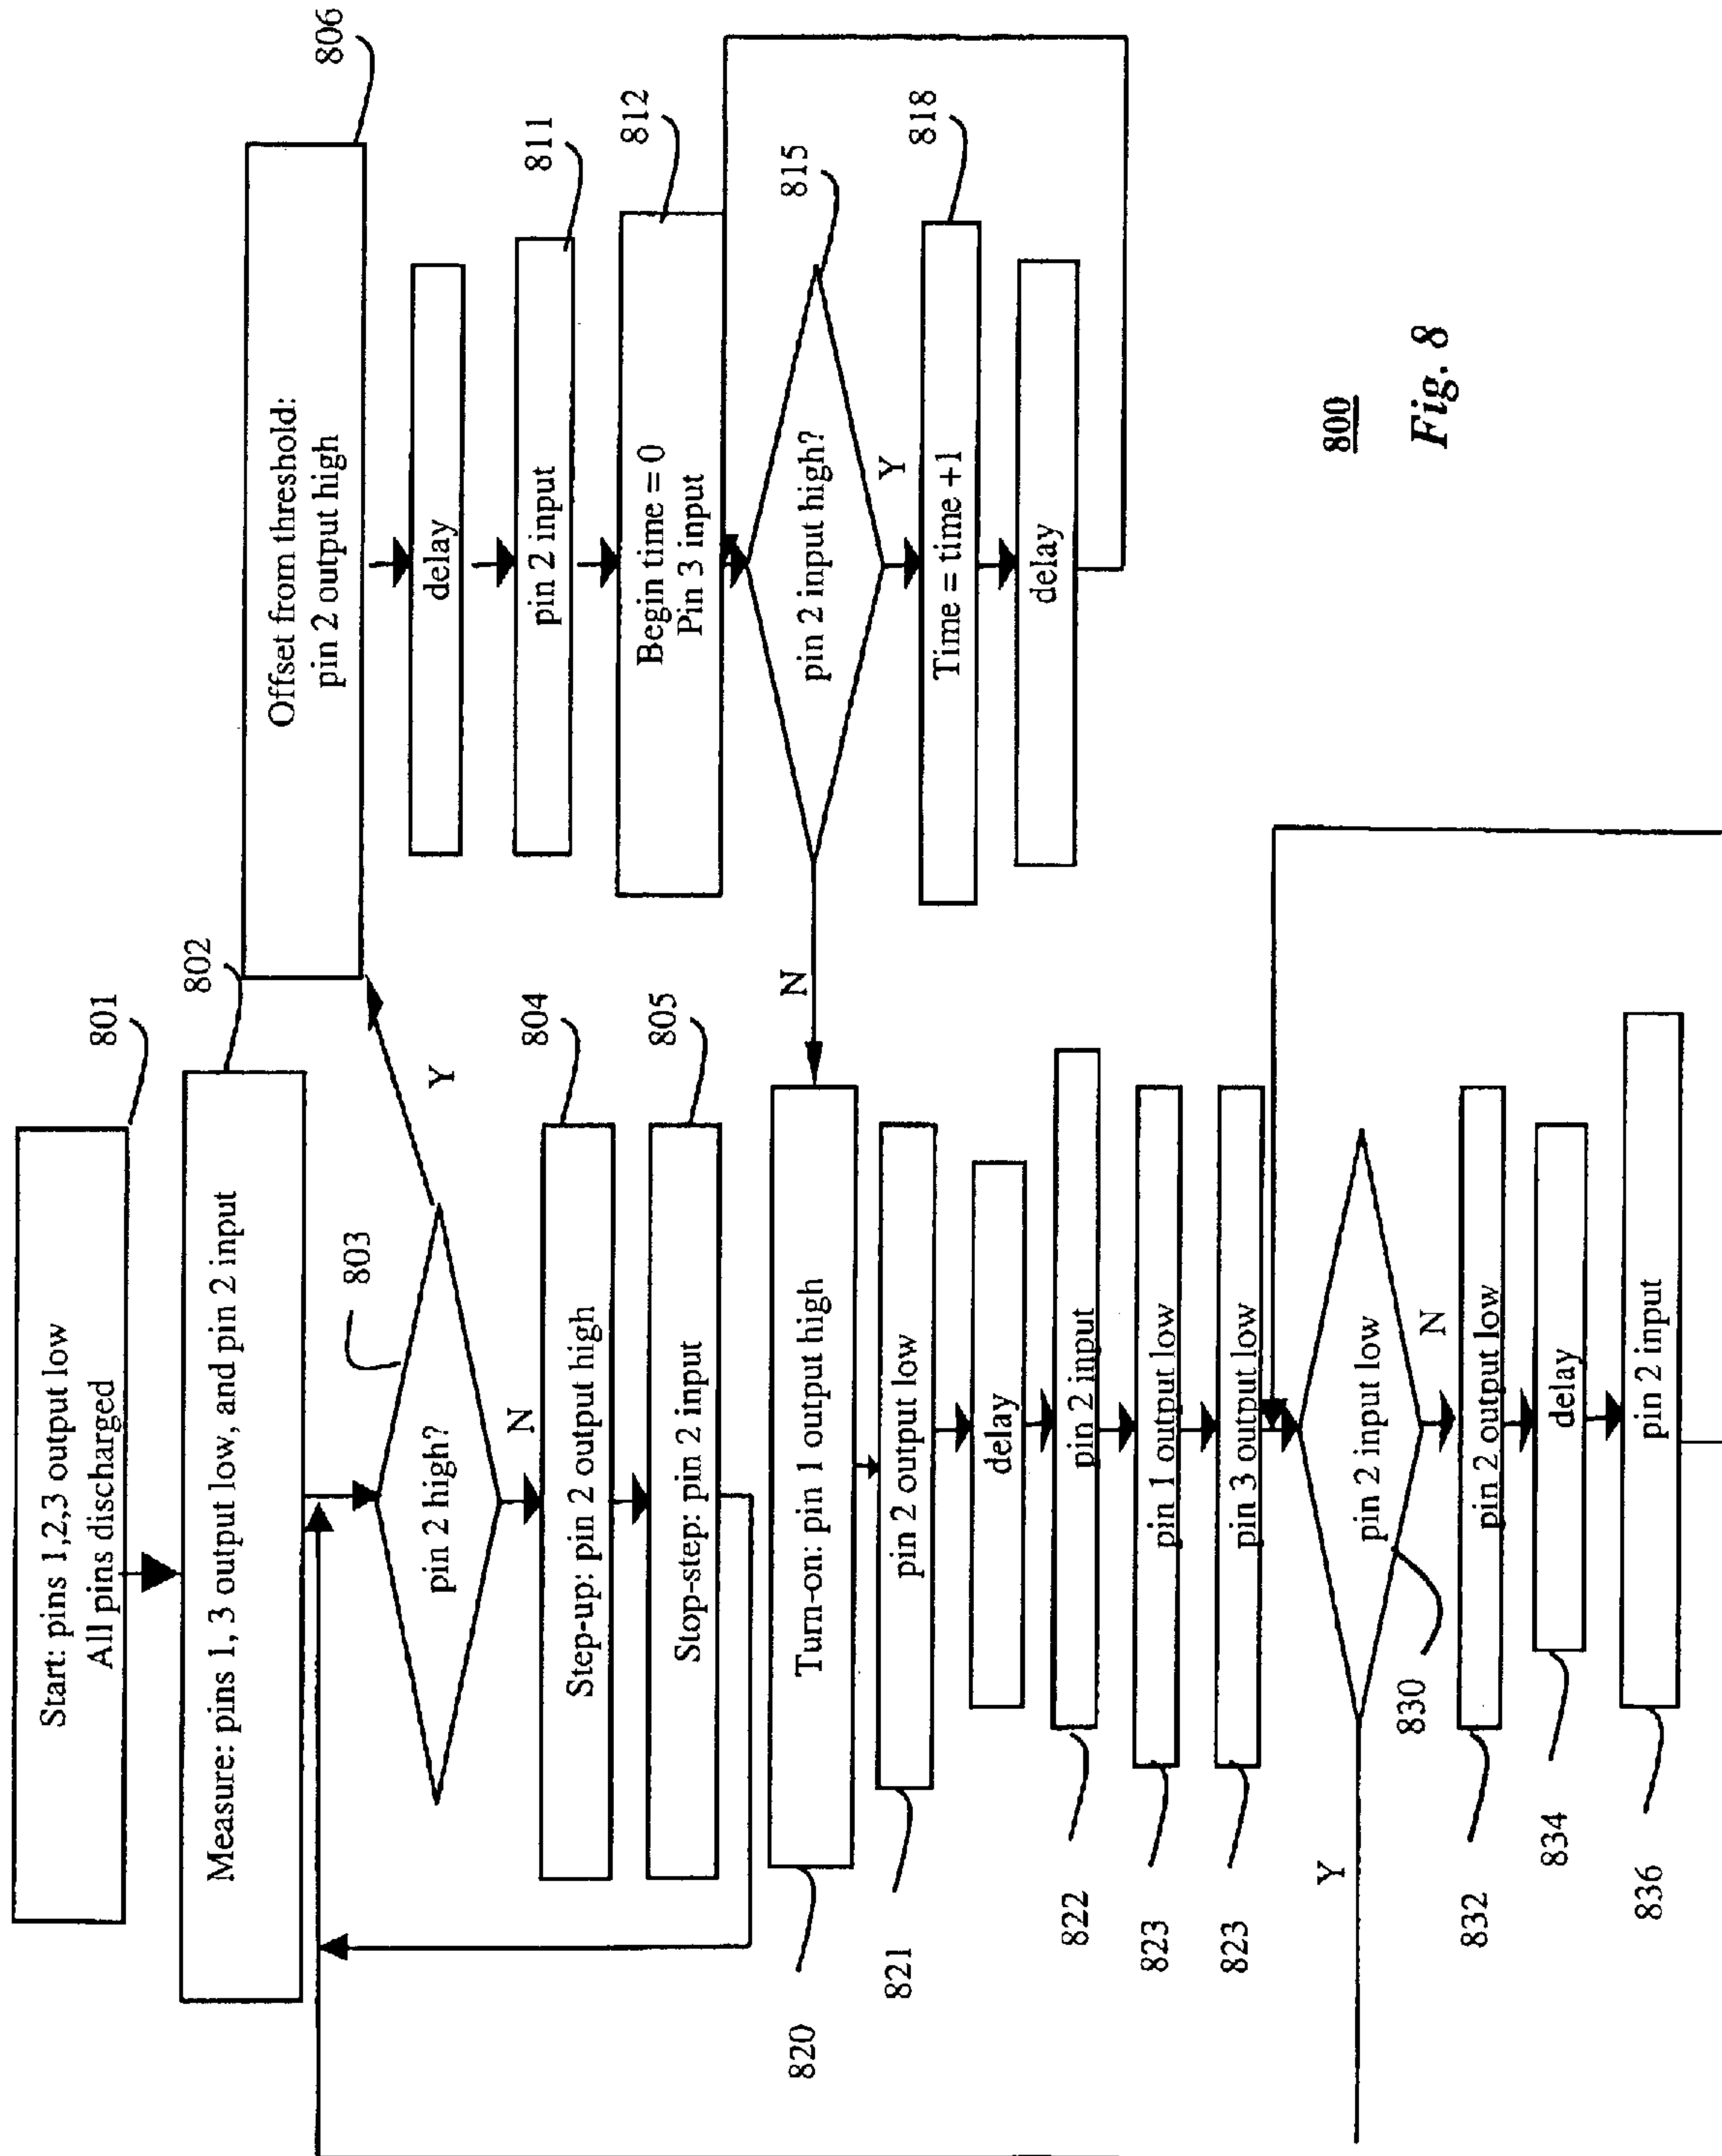 Start: pins 1,2,3 output low
All pins discharged
801
Measure: pins 1, 3 output low, and pin 2 input
802
pin 2 high?
803
Y
N
Step-up: pin 2 output high
804
Stop-step: pin 2 input
805
Offset from threshold:
pin 2 output high
806
delay
pin 2 input
811
Begin time = 0
Pin 3 input
812
pin 2 input high?
815
N
Y
Time = time +1
818
delay
Turn-on: pin 1 output high
820
pin 2 output low
821
delay
pin 2 input
822
pin 1 output low
823
pin 3 output low
823
pin 2 input low
830
Y
N
pin 2 output low
832
delay
834
pin 2 input
836
800
Fig. 8